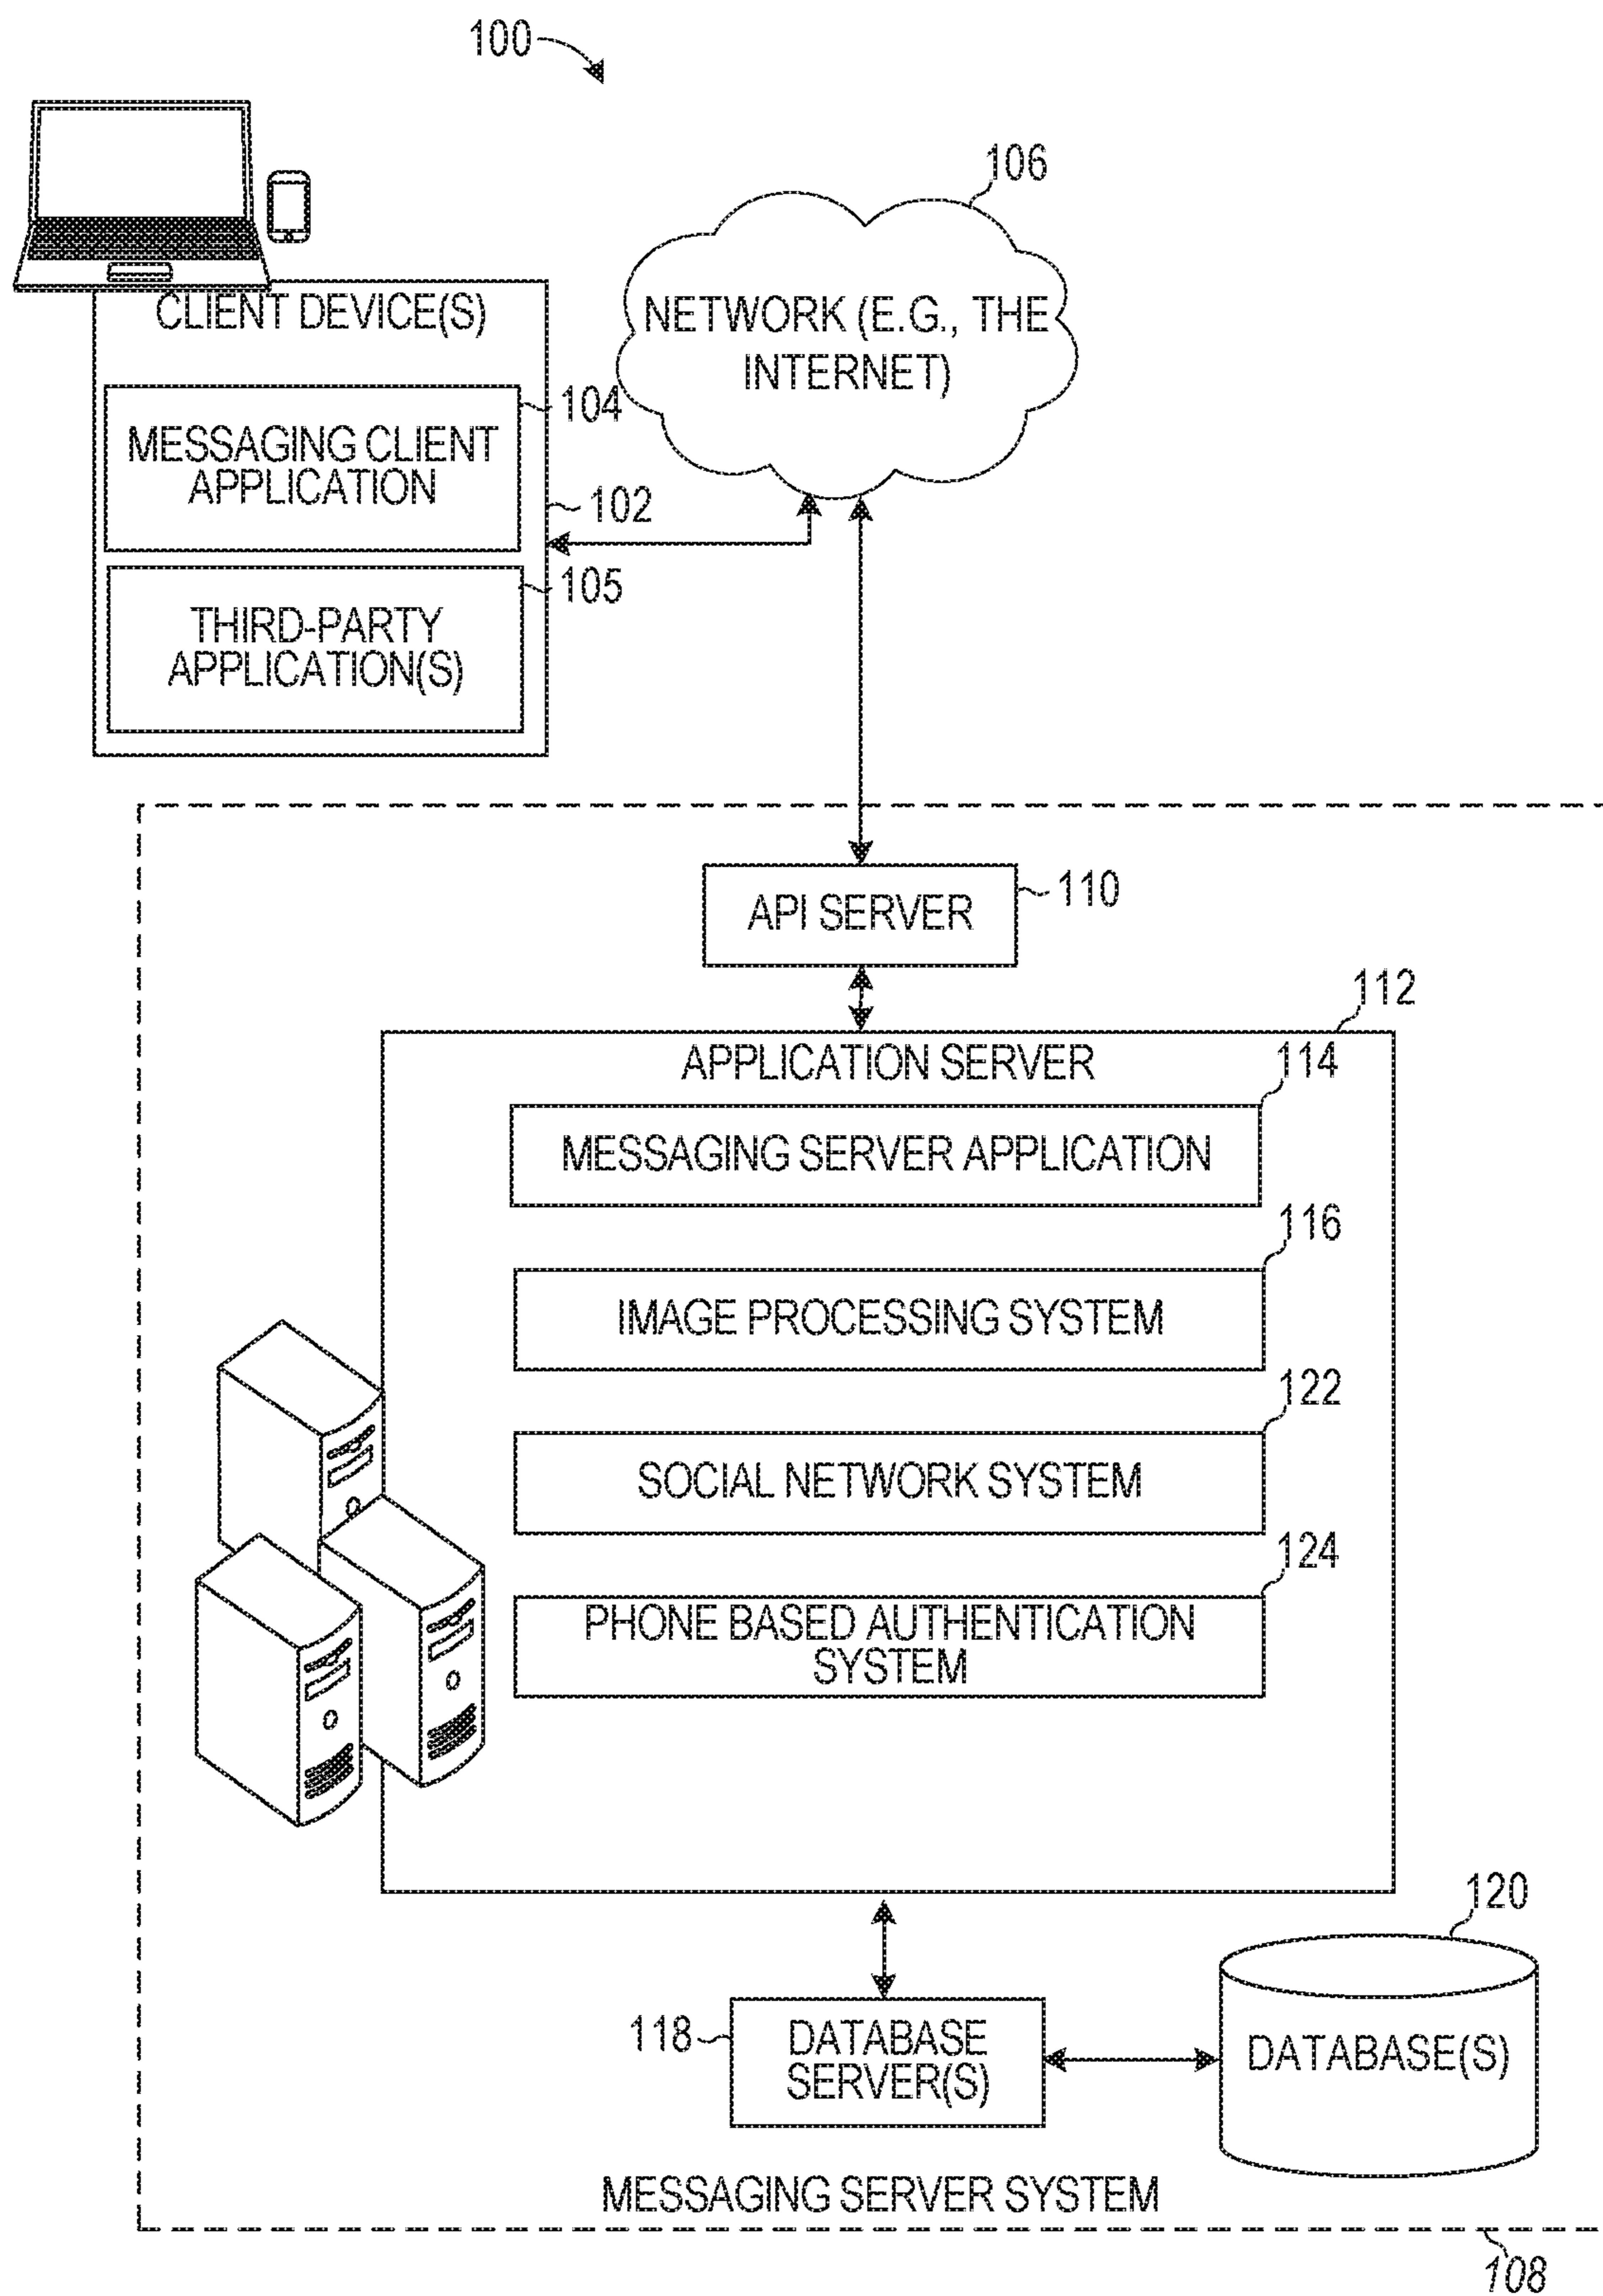 100
106
CLIENT DEVICE(S)
NETWORK (E.G., THE
INTERNET)
104
MESSAGING CLIENT
APPLICATION
102
105
THIRD-PARTY
APPLICATION(S)
API SERVER
110
112
APPLICATION SERVER
114
MESSAGING SERVER APPLICATION
116
IMAGE PROCESSING SYSTEM
122
SOCIAL NETWORK SYSTEM
124
PHONE BASED AUTHENTICATION
SYSTEM
120
118
DATABASE
SERVER(S)
DATABASE(S)
MESSAGING SERVER SYSTEM
108